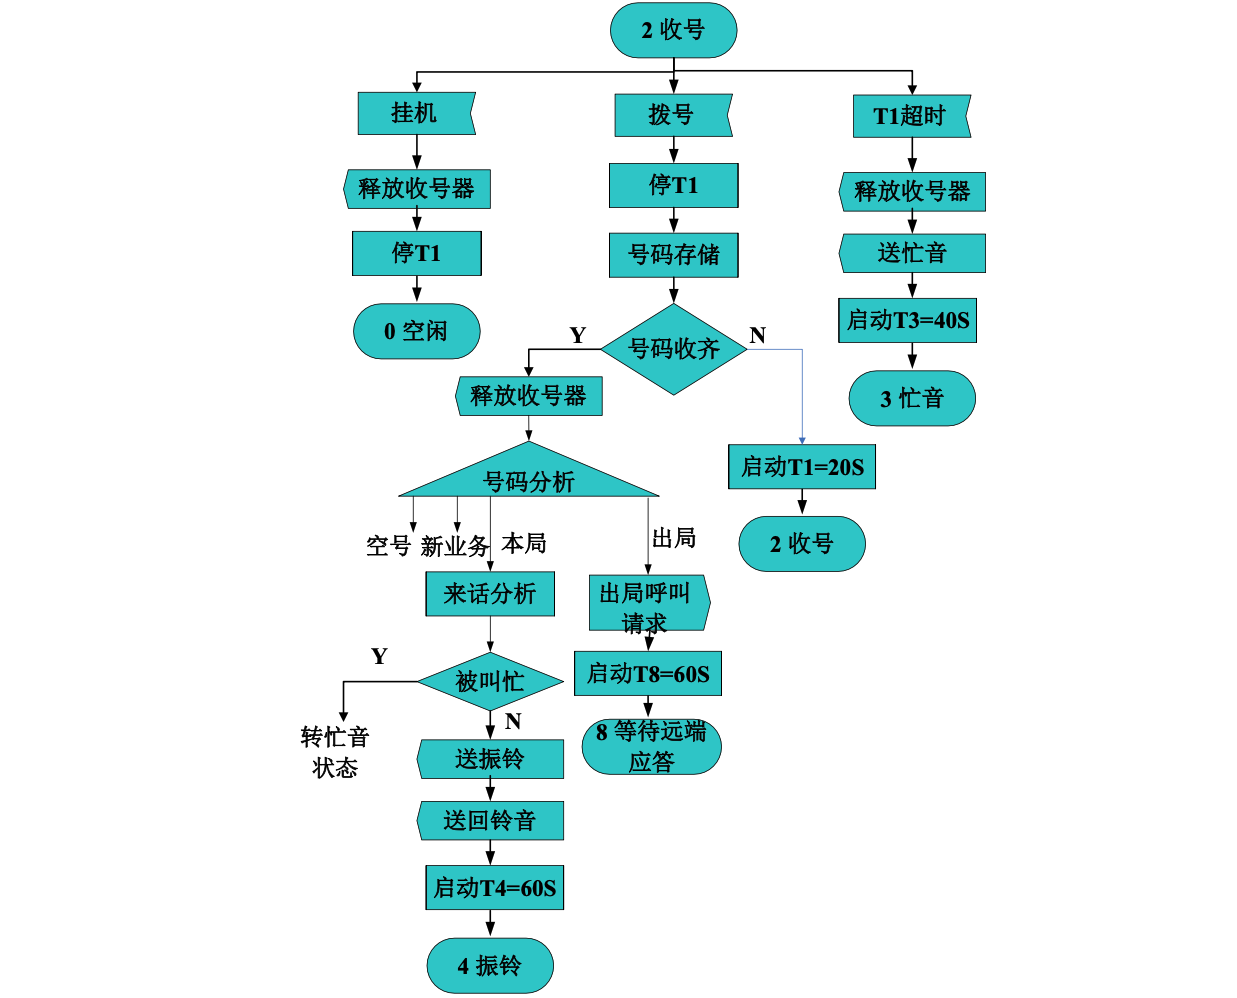 2 收号
挂机
拨号
T1超时
释放收号器
停T1
释放收号器
停T1
号码存储
送忙音
0 空闲
启动T3=40S
Y
号码收齐
N
3 忙音
释放收号器
启动T1=20S
号码分析
2 收号
空号
新业务
本局
出局
来话分析
出局呼叫
请求
Y
被叫忙
启动T8=60S
N
转忙音
状态
8 等待远端
应答
送振铃
送回铃音
启动T4=60S
4 振铃